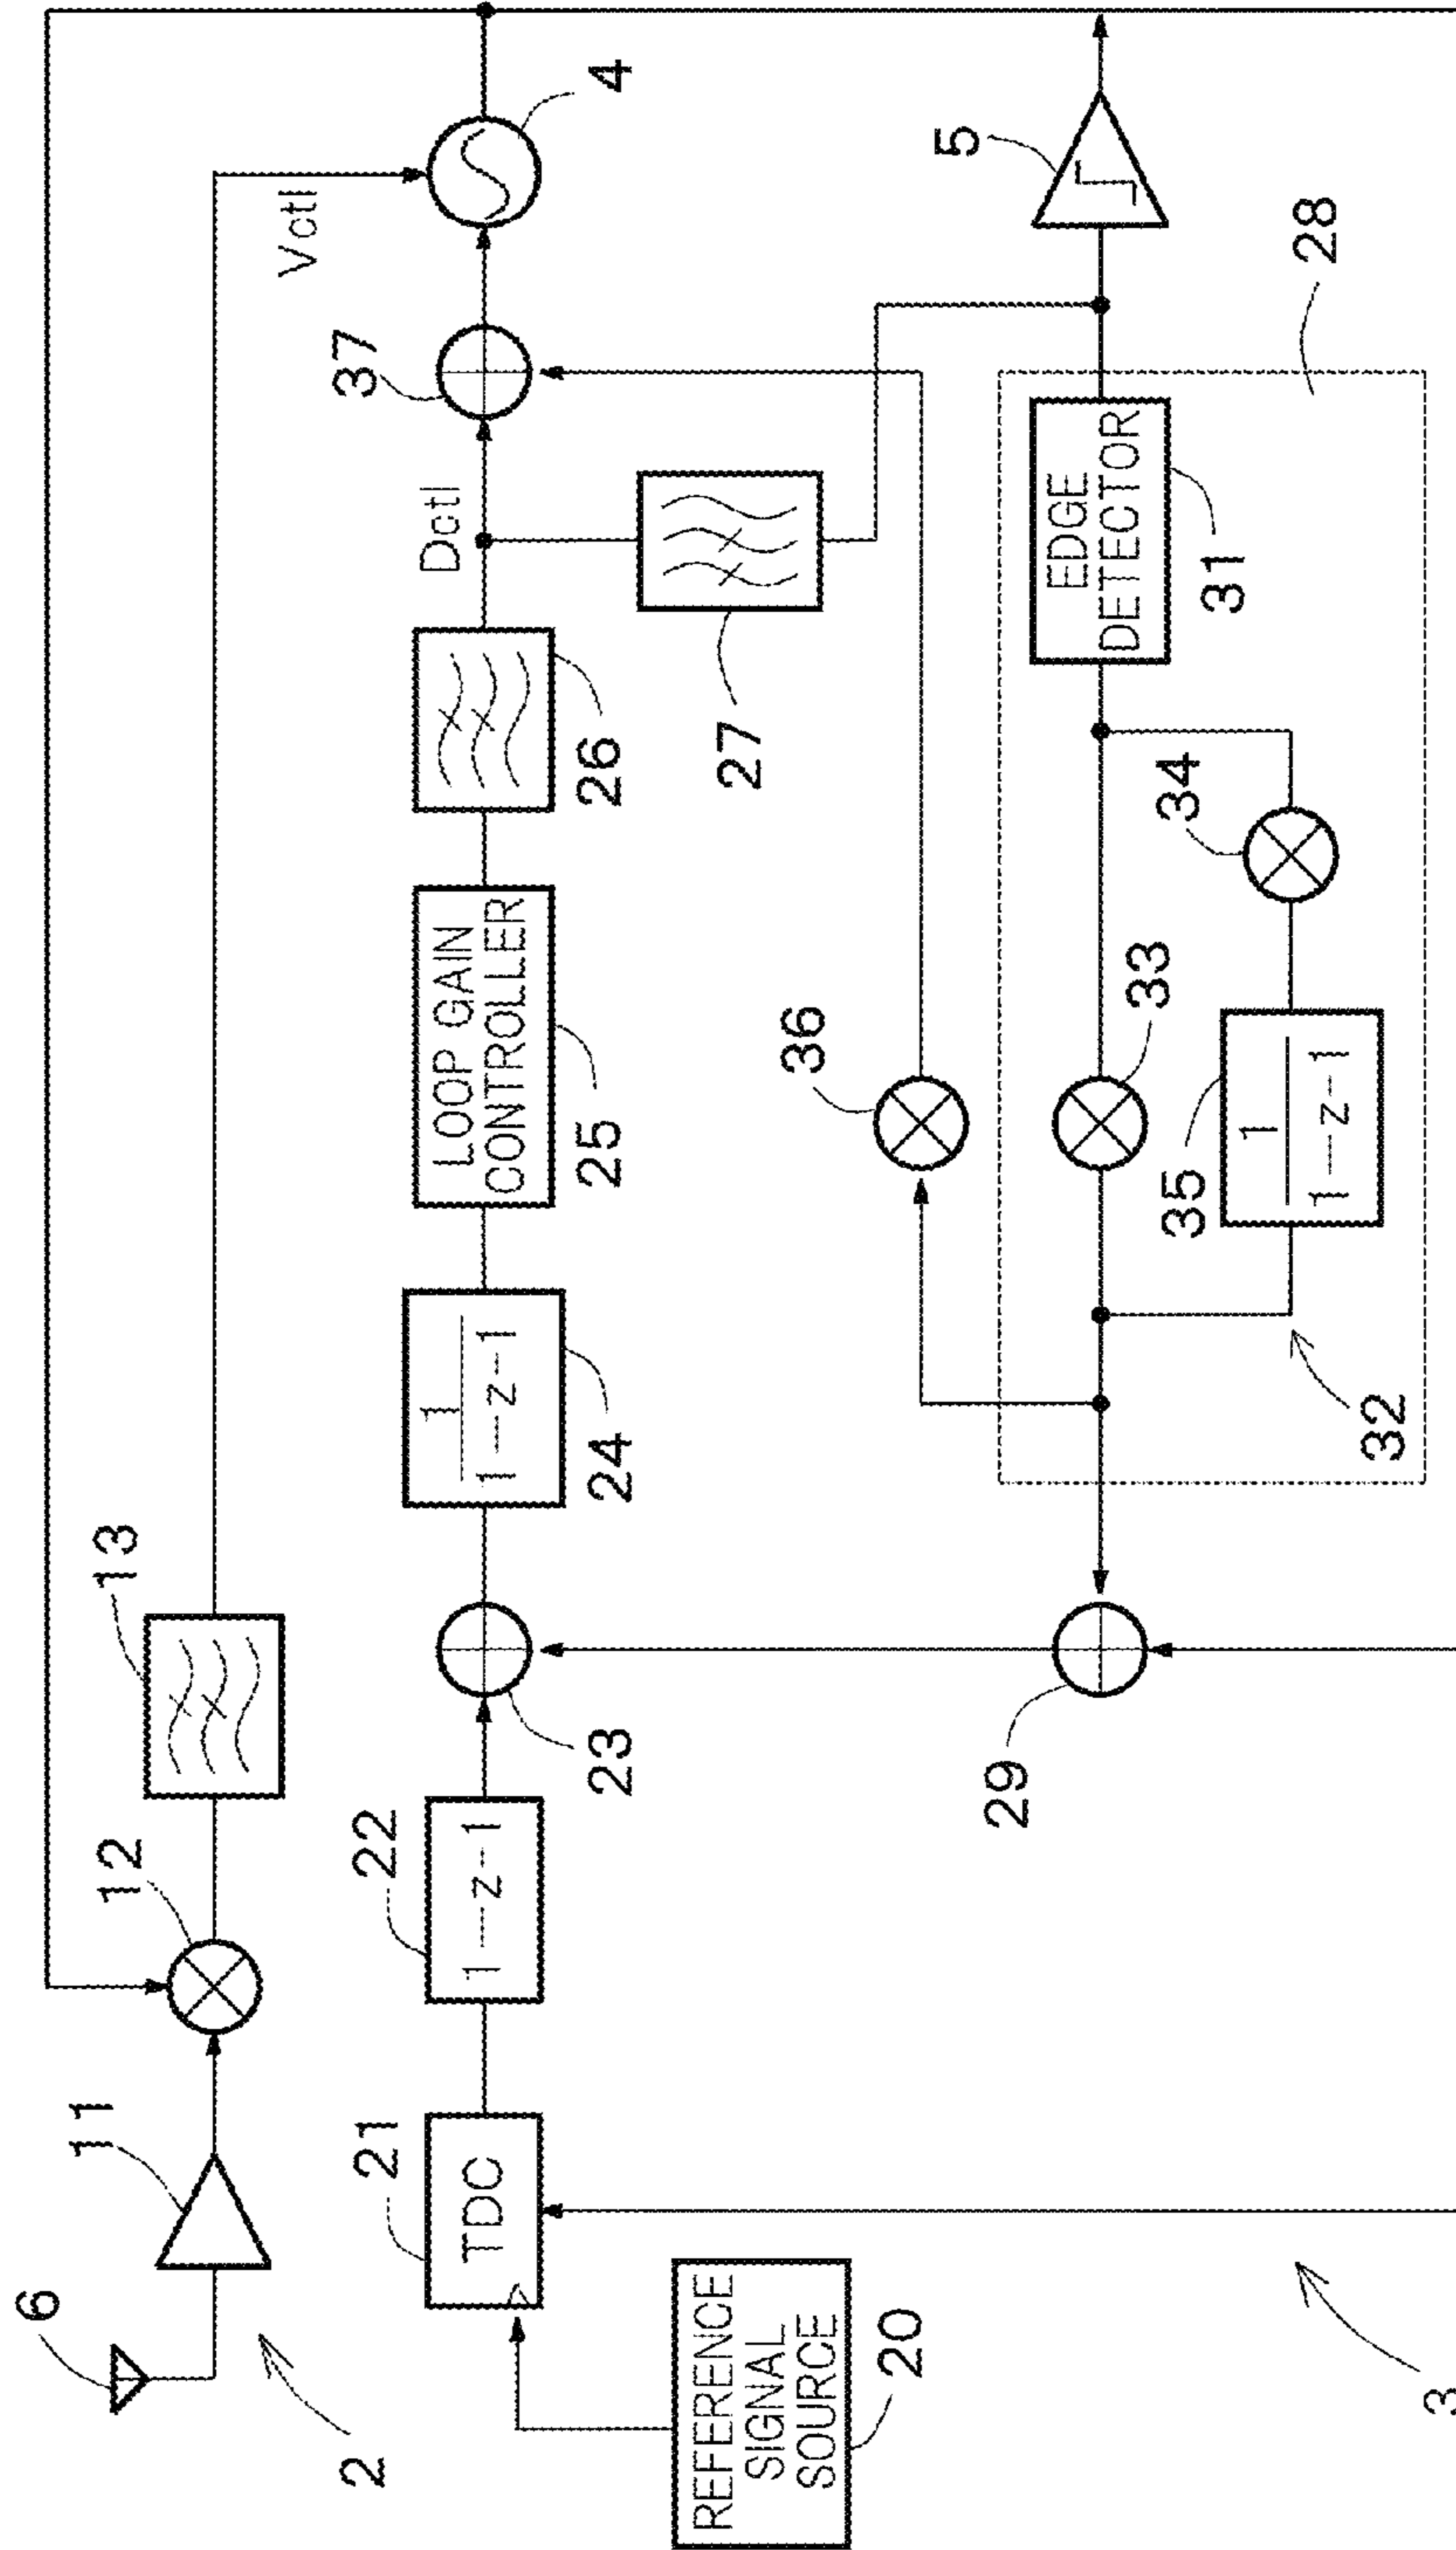 6
11
12
13
2
Vctl
4
21
TDC
22
1−z−1
23
1
1−z−1
24
LOOP GAIN
CONTROLLER
25
26
Dctl
37
REFERENCE
SIGNAL
SOURCE
20
27
36
5
29
33
EDGE
DETECTOR
31
34
35
1
1−z−1
32
28
3